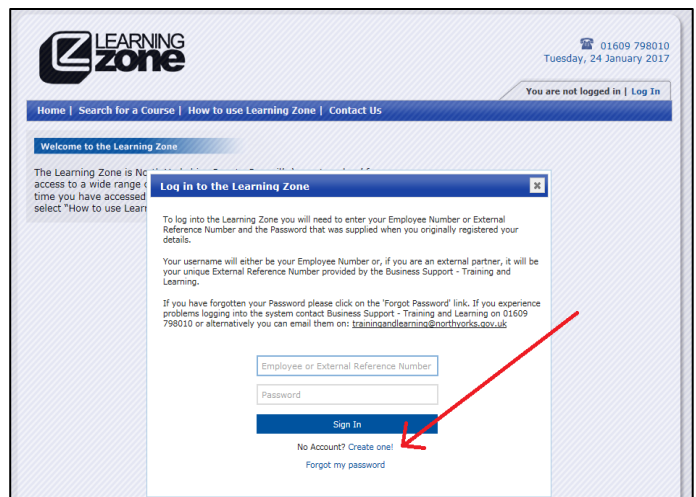 LEARNING
zone
01609 798010
Tuesday, 24 January 2017
You are not logged in | Log In
Home | Search for a Course | How to use Learning Zone | Contact Us
Welcome to the Learning Zone
The Learning Zone is
access to a wide range
time you have accessed
select "How to use
Log in to the Learning Zone
x
To log into the Learning Zone you will need to enter your Employee Number or External
Reference Number and the Password that was supplied when you originally registered your
details.
Your username will either be your Employee Number or, if you are an external partner, it will be
your unique External Reference Number provided by the Business Support - Training and
Learning.
If you have forgotten your Password please click on the 'Forgot Password' link. If you experience
problems logging into the system contact Business Support - Training and Learning on 01609
798010 or alternatively you can email them on: trainingandlearning@northyorks.gov.uk
Employee or External Reference Number
Password
Sign In
No Account? Create one!
Forgot my password